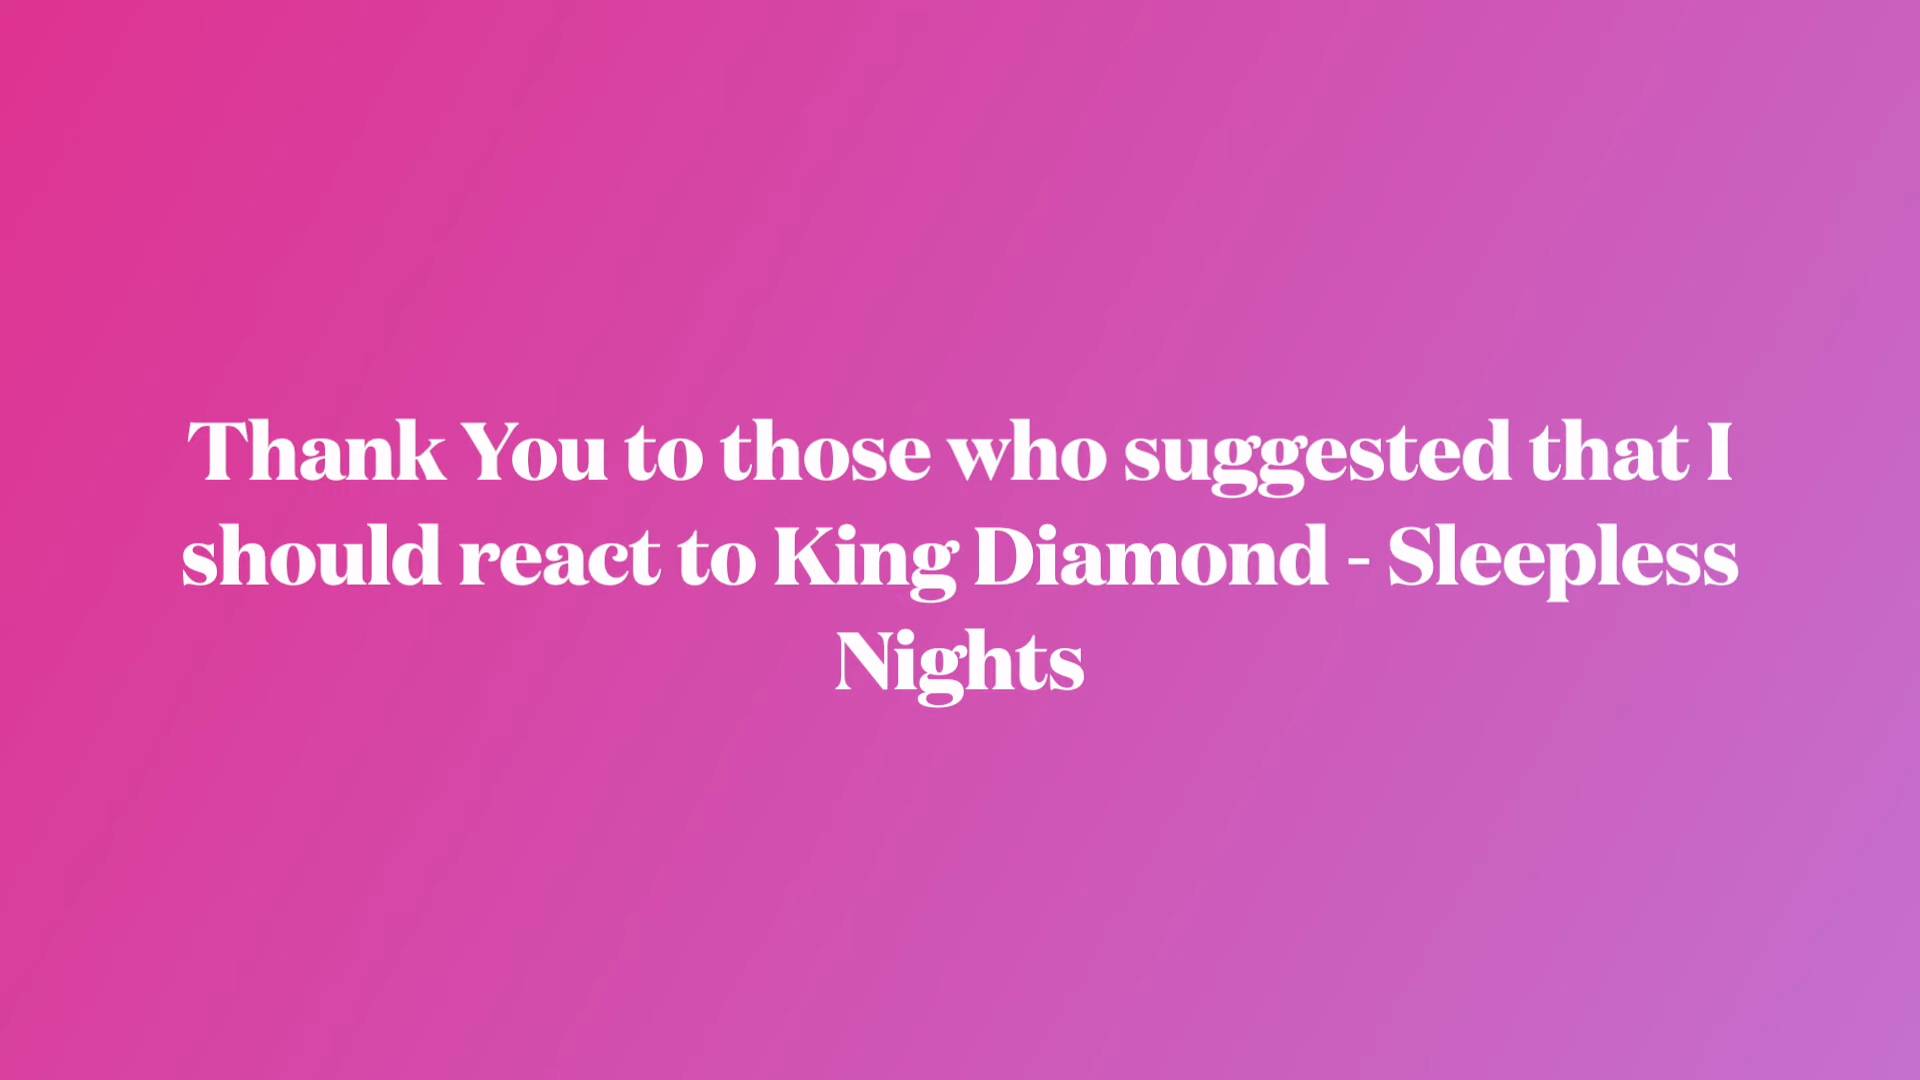 Thank You to those who suggested that I
should react to King Diamond - Sleepless
Nights